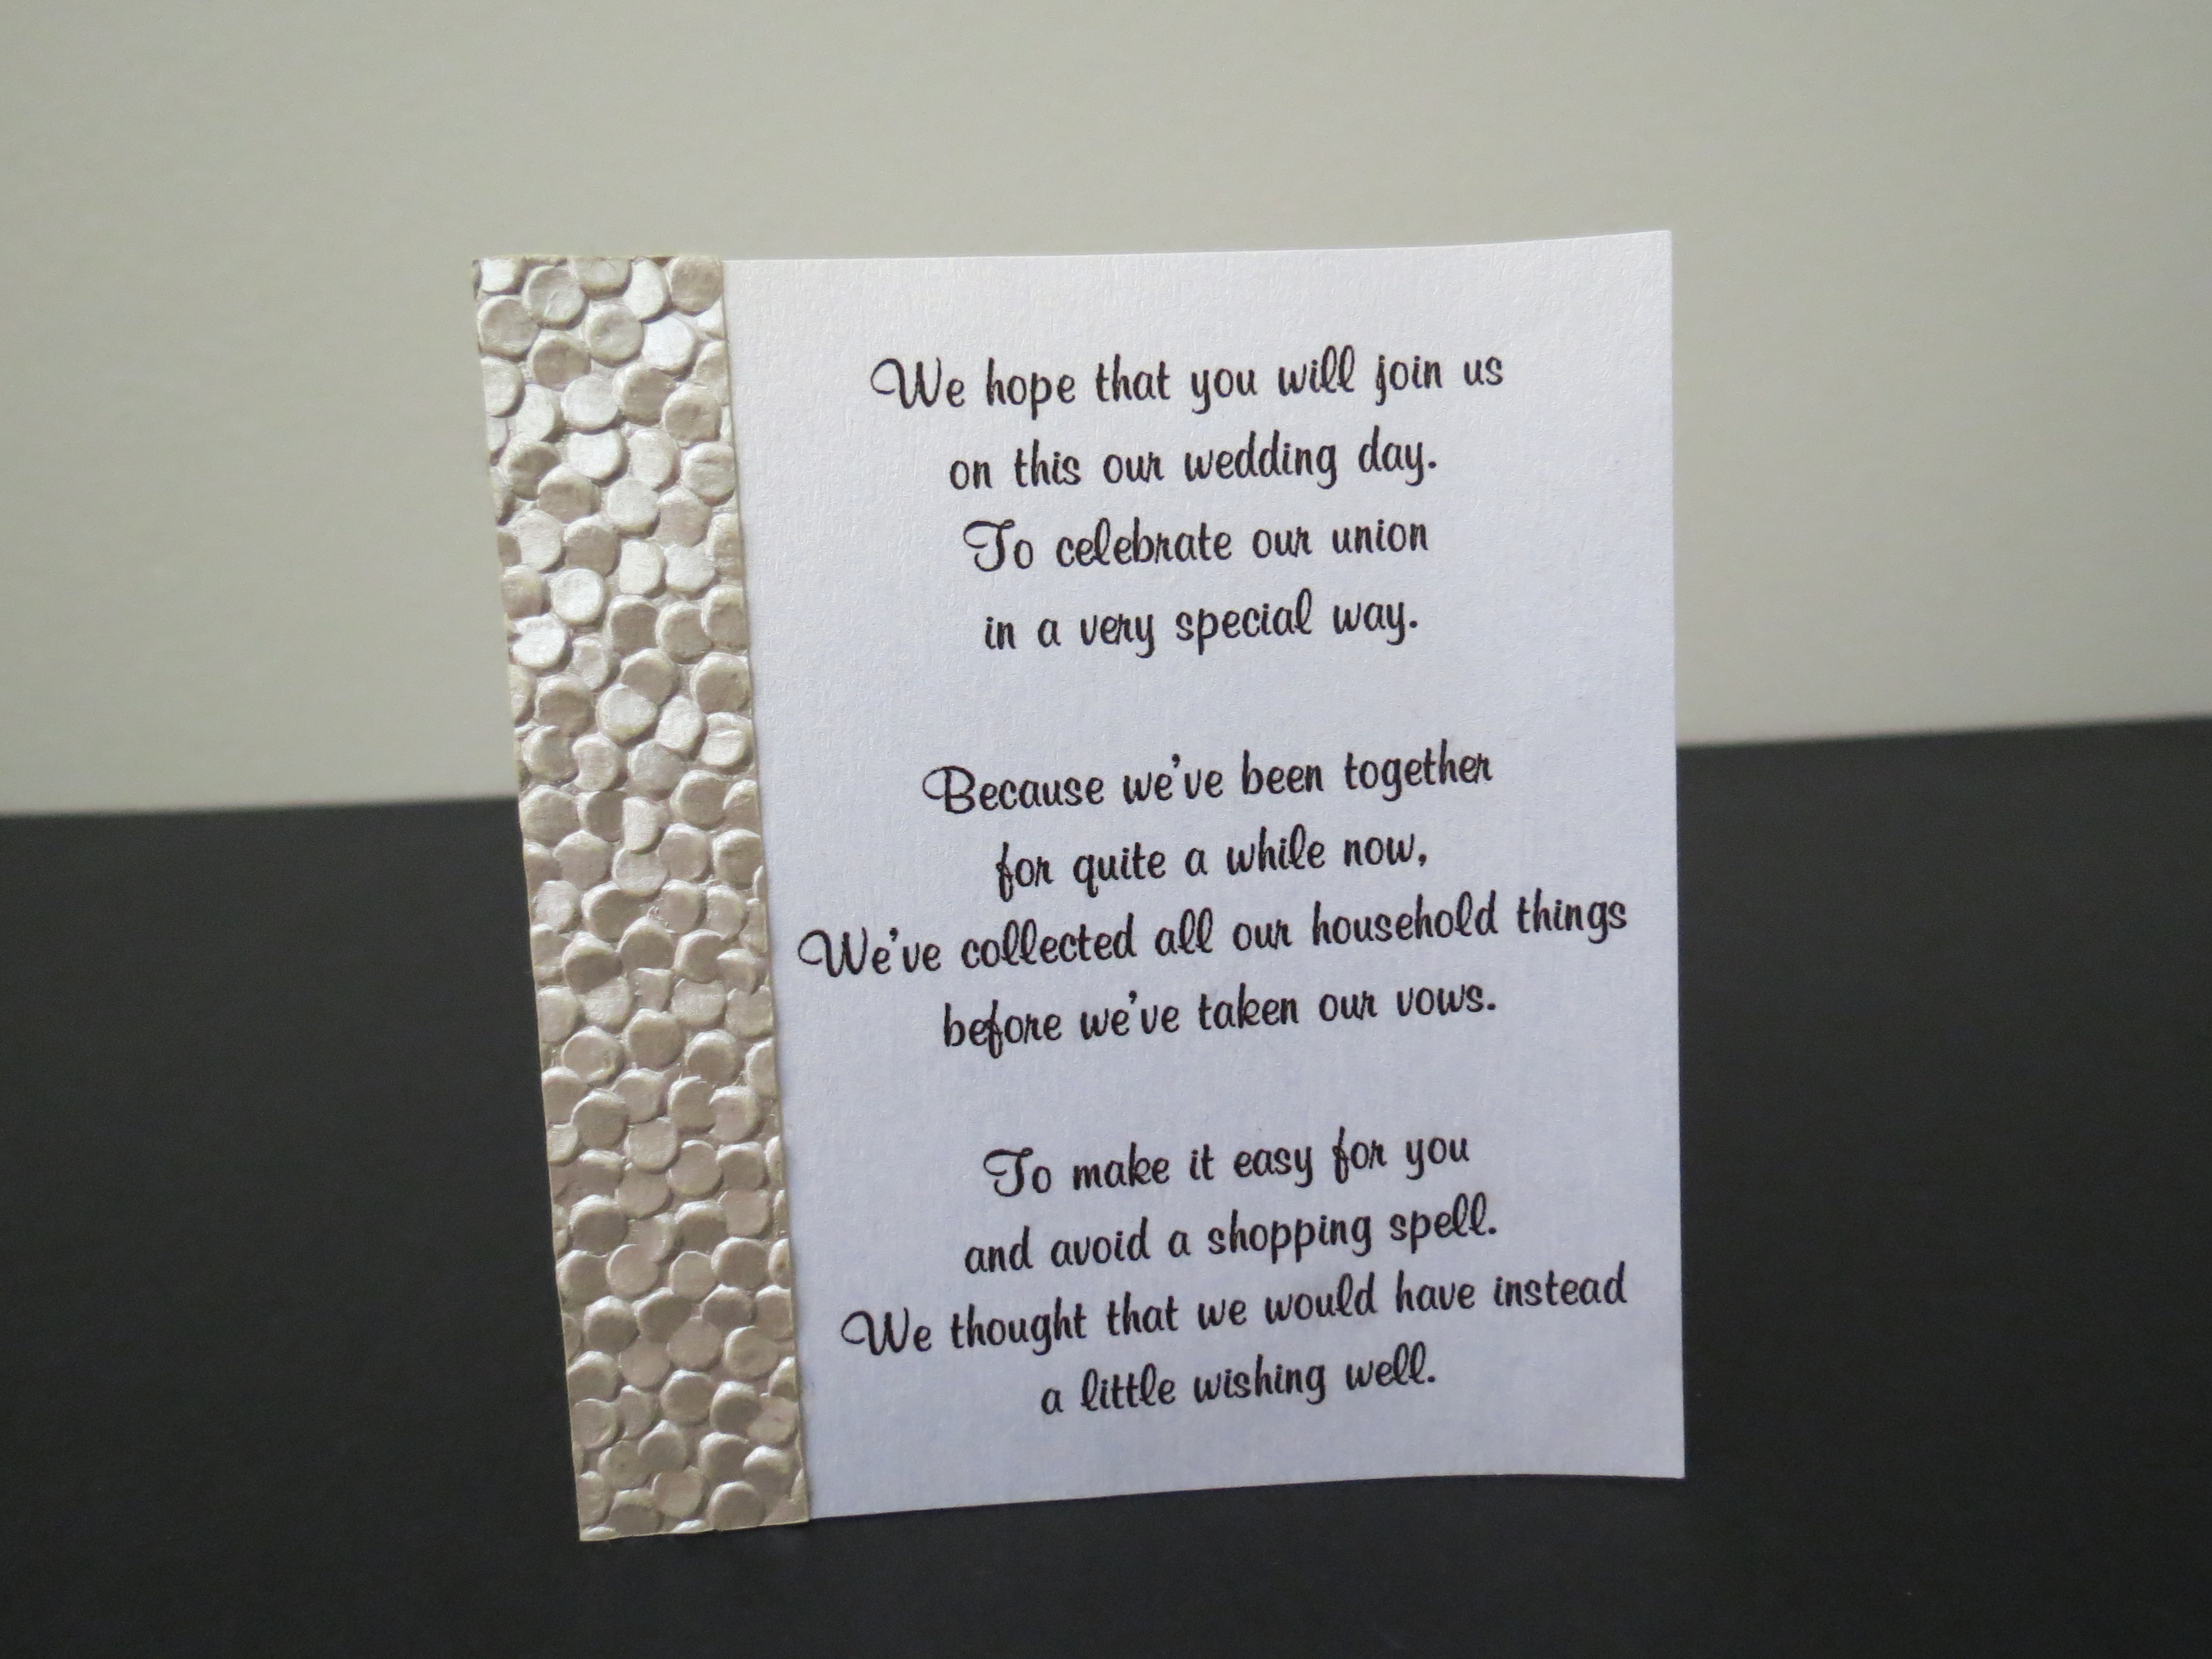 We hope that you will join us
on this our wedding day.
To celebrate our union
in a very special way.
Because we've been together
for quite a while now,
We've collected all our household things
before we've taken our vows.
To make it easy for you
and avoid a shopping spell.
We thought that we would have instead
a little wishing well.